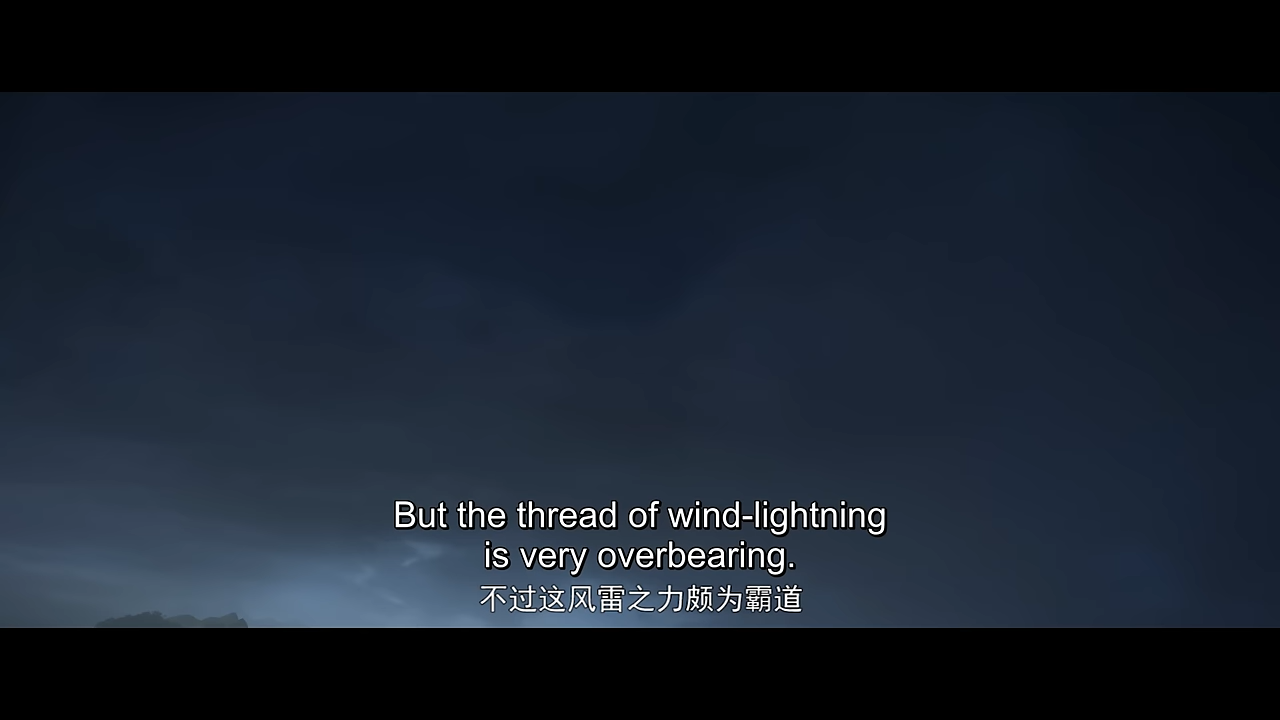 But the thread of wind-lightning
is very overbearing.
不过这风雷之力颇为霸道